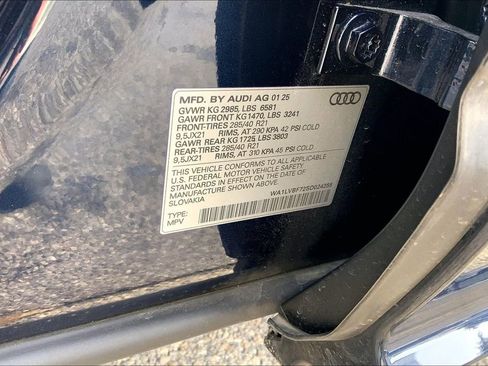 MFD. BY AUDI AG 01 25
GVWR KG 2985, LBS 6581
GAWR FRONT KG1470, LBS 3241
FRONT-TIRES 285/40 R21
9,5JX21 RIMS, AT 290 KPA 42 PSI COLD
GAWR REAR KG 1725, LBS 3803
REAR-TIRES 285/40 R21
9,5JX21 RIMS, AT 310 KPA 45 PSI COLD
THIS VEHICLE CONFORMS TO ALL APPLICABLE
U.S. FEDERAL MOTOR VEHICLE SAFETY
STANDARDS IN EFFECT ON THE DATE OF
MANUFACTURE SHOWN ABOVE.
SLOVAKIA
WA1LVBF72SD024255
TYPE:
MPV